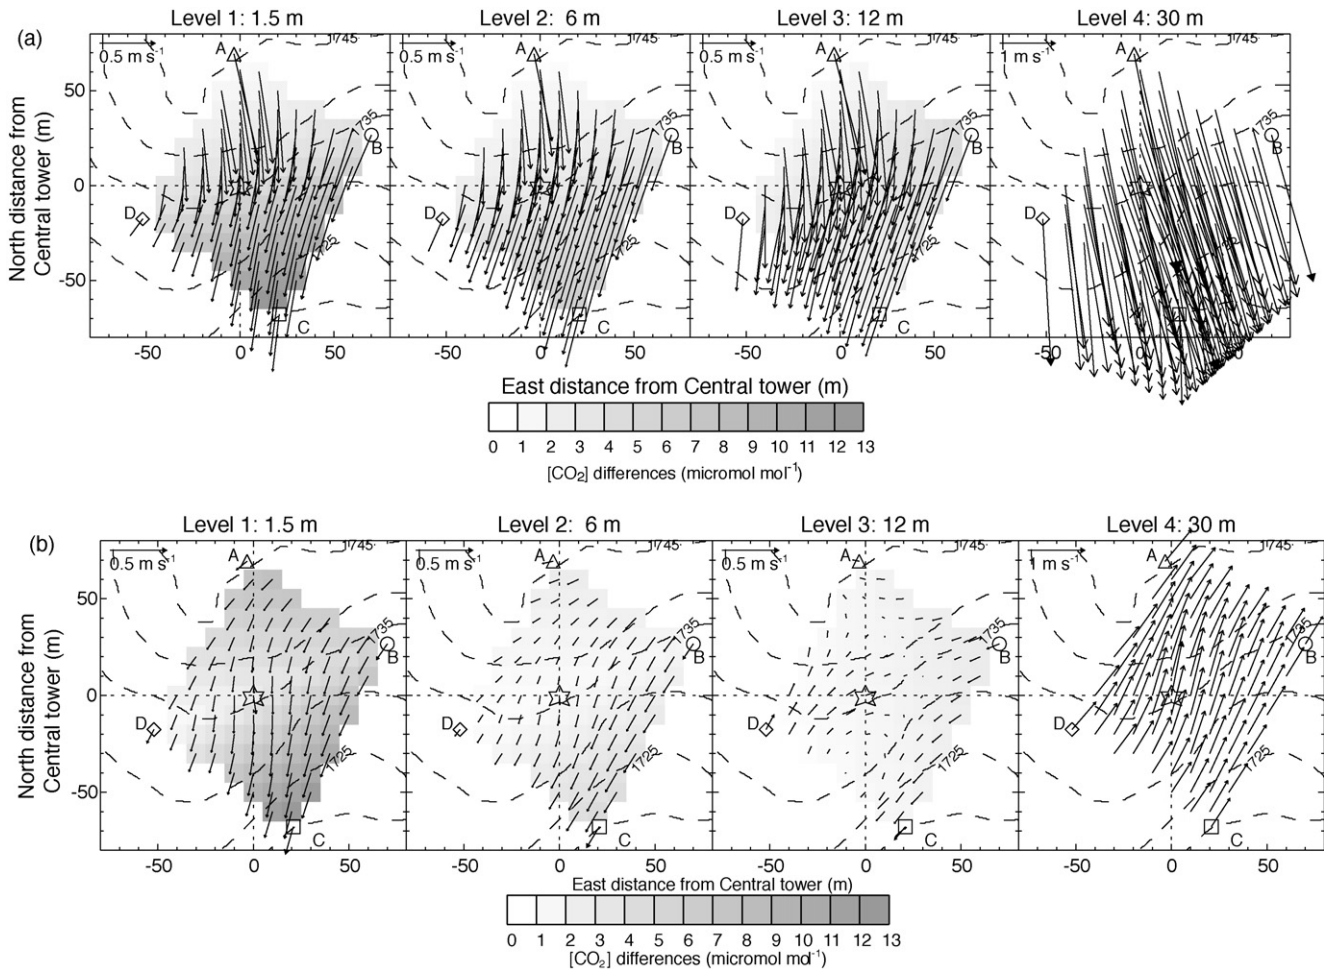 (a)
Level 1: 1.5 m Level 2: 6 m Level 3: 12 m Level 4: 30 m
0.5 m s-1 A 1745 0.5 m s-1 A 1745 0.5 m s-1 A 1745 1 m s-1 A 1745
50
1735 B 1735 B 1735 B 1735 B
North distance from
Central tower (m)
0
D D D D
1725 1725 1725
-50
C C C
-50 0 50 -50 0 50 -50 0 50 -50 0
East distance from Central tower (m)
0 1 2 3 4 5 6 7 8 9 10 11 12 13
[CO2] differences (micromol mol-1)
(b)
Level 1: 1.5 m Level 2: 6 m Level 3: 12 m Level 4: 30 m
0.5 m s-1 A 1745 0.5 m s-1 A 1745 0.5 m s-1 A 1745 1 m s-1 A 1745
50
1735 B 1735 B 1735 B 1735 B
North distance from
Central tower (m)
0
D D D D
1725 1725 1725 1725
-50
C C C C
-50 0 50 -50 0 50 -50 0 50 -50 0 50
East distance from Central tower (m)
0 1 2 3 4 5 6 7 8 9 10 11 12 13
[CO2] differences (micromol mol-1)